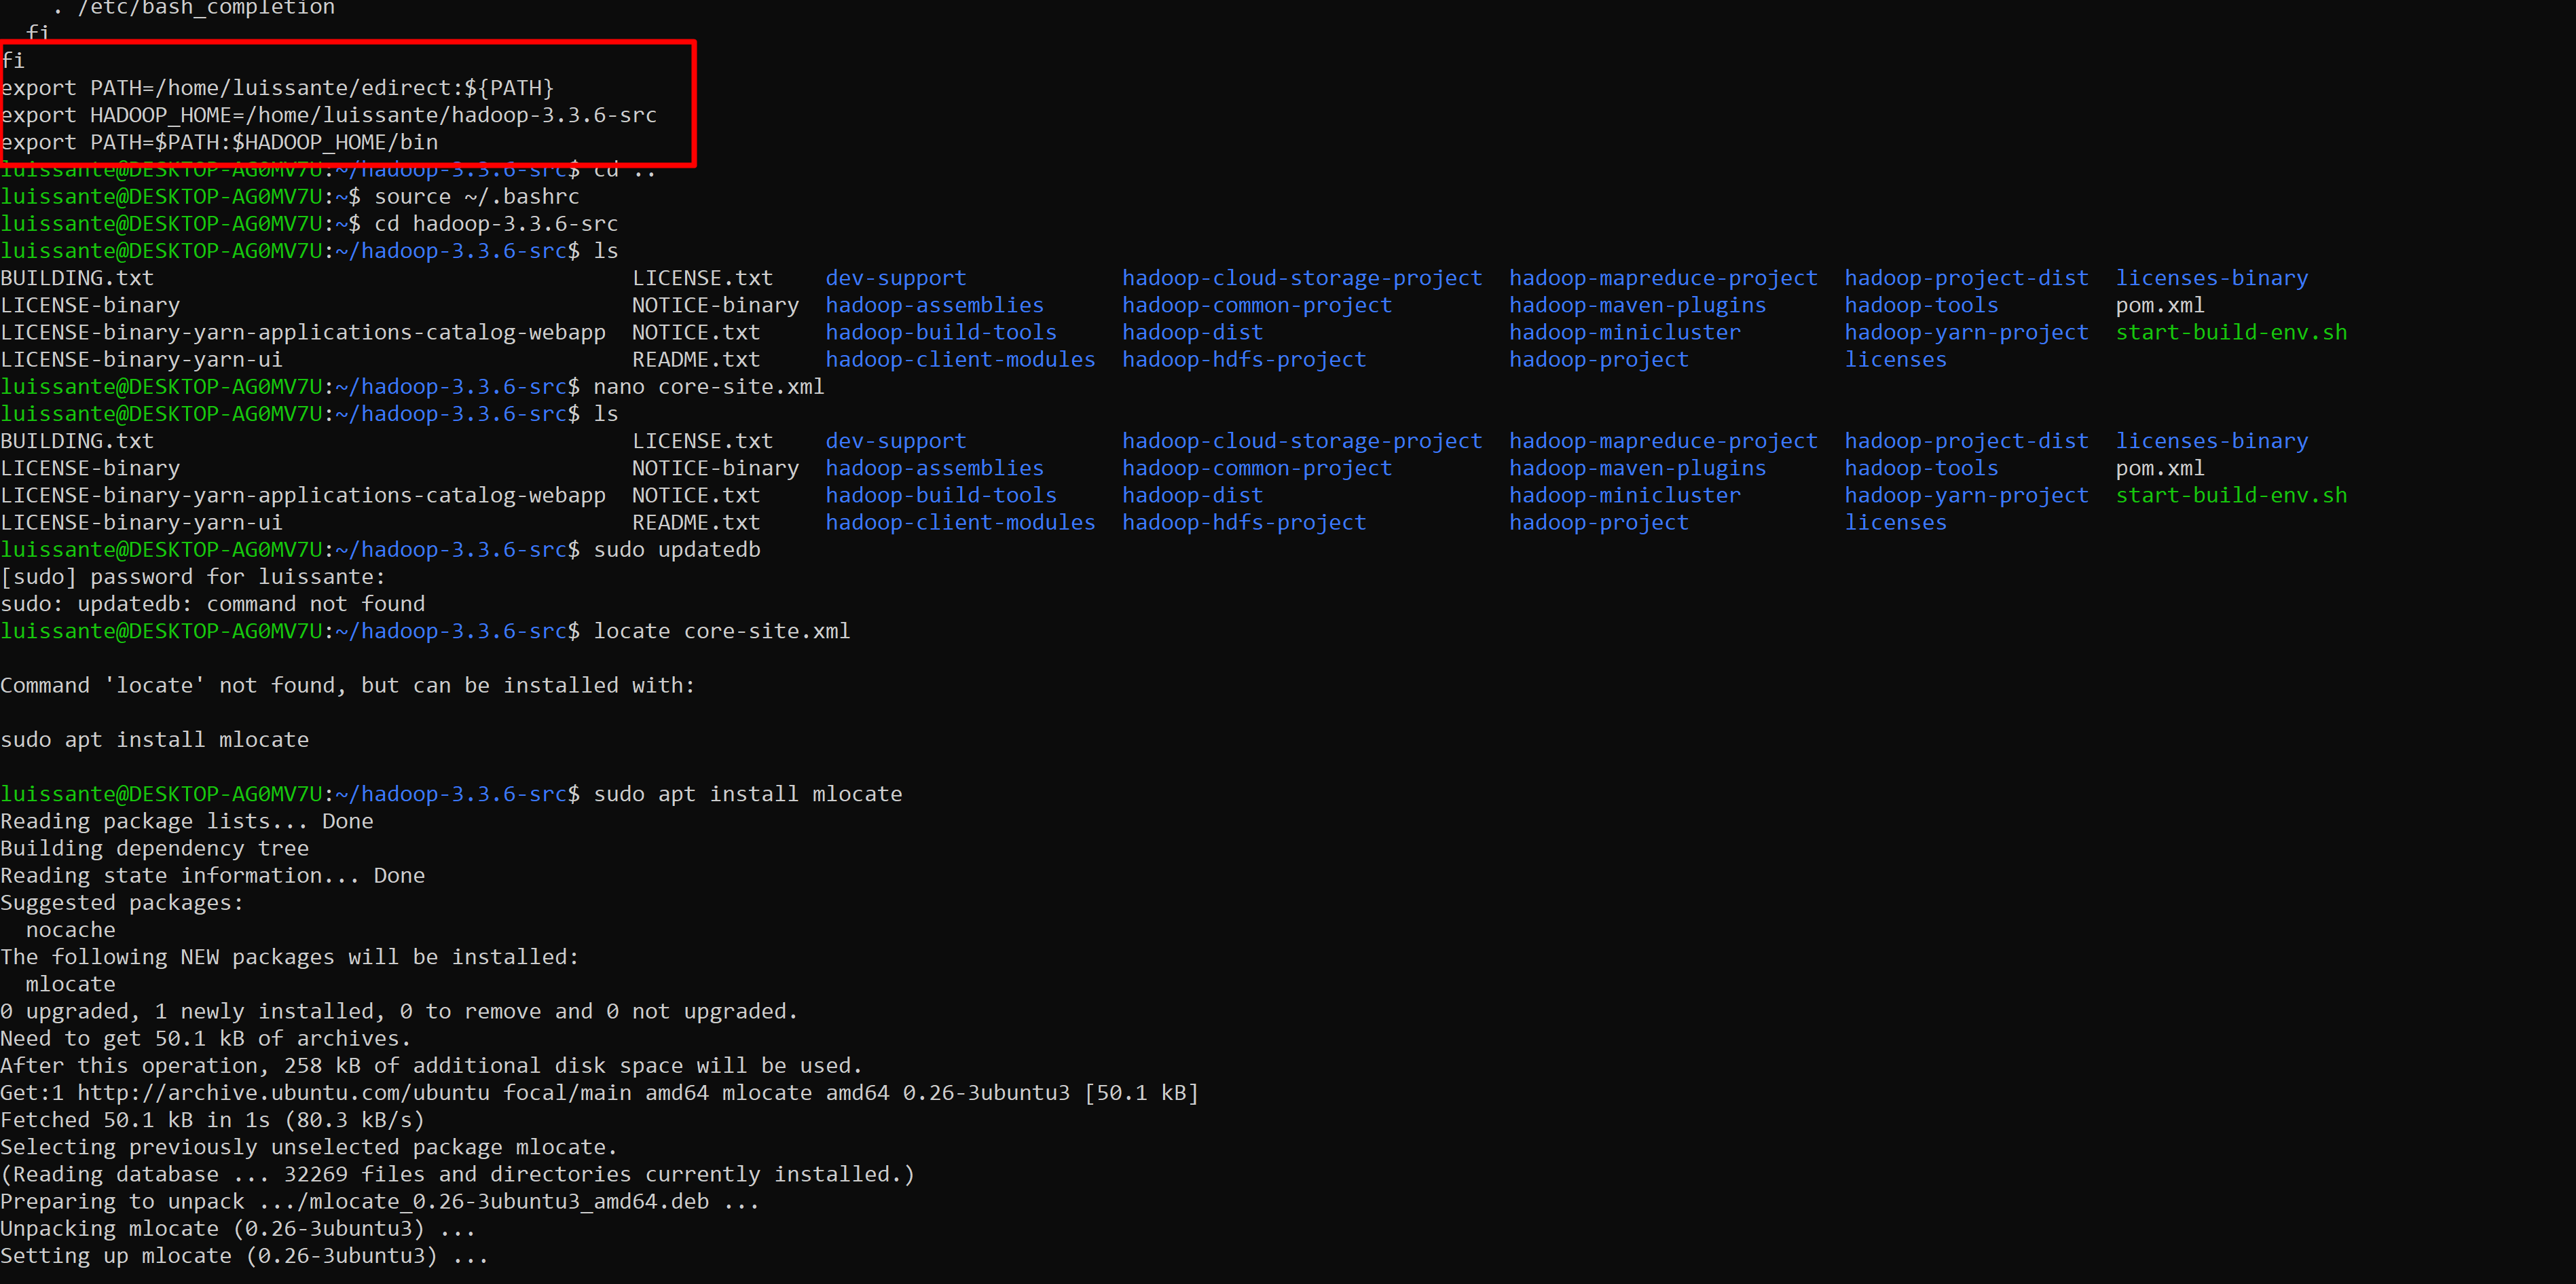 . /etc/bash_completion
fi
fi
export PATH=/home/luissante/edirect:${PATH}
export HADOOP_HOME=/home/luissante/hadoop-3.3.6-src
export PATH=$PATH:$HADOOP_HOME/bin
luissante@DESKTOP-AG0MV7U:~/hadoop-3.3.6-src$ cd ..
luissante@DESKTOP-AG0MV7U:~$ source ~/.bashrc
luissante@DESKTOP-AG0MV7U:~$ cd hadoop-3.3.6-src
luissante@DESKTOP-AG0MV7U:~/hadoop-3.3.6-src$ ls
BUILDING.txt LICENSE.txt dev-support hadoop-cloud-storage-project hadoop-mapreduce-project hadoop-project-dist licenses-binary
LICENSE-binary NOTICE-binary hadoop-assemblies hadoop-common-project hadoop-maven-plugins hadoop-tools pom.xml
LICENSE-binary-yarn-applications-catalog-webapp NOTICE.txt hadoop-build-tools hadoop-dist hadoop-minicluster hadoop-yarn-project start-build-env.sh
LICENSE-binary-yarn-ui README.txt hadoop-client-modules hadoop-hdfs-project hadoop-project licenses
luissante@DESKTOP-AG0MV7U:~/hadoop-3.3.6-src$ nano core-site.xml
luissante@DESKTOP-AG0MV7U:~/hadoop-3.3.6-src$ ls
BUILDING.txt LICENSE.txt dev-support hadoop-cloud-storage-project hadoop-mapreduce-project hadoop-project-dist licenses-binary
LICENSE-binary NOTICE-binary hadoop-assemblies hadoop-common-project hadoop-maven-plugins hadoop-tools pom.xml
LICENSE-binary-yarn-applications-catalog-webapp NOTICE.txt hadoop-build-tools hadoop-dist hadoop-minicluster hadoop-yarn-project start-build-env.sh
LICENSE-binary-yarn-ui README.txt hadoop-client-modules hadoop-hdfs-project hadoop-project licenses
luissante@DESKTOP-AG0MV7U:~/hadoop-3.3.6-src$ sudo updatedb
[sudo] password for luissante:
sudo: updatedb: command not found
luissante@DESKTOP-AG0MV7U:~/hadoop-3.3.6-src$ locate core-site.xml
Command 'locate' not found, but can be installed with:
sudo apt install mlocate
luissante@DESKTOP-AG0MV7U:~/hadoop-3.3.6-src$ sudo apt install mlocate
Reading package lists... Done
Building dependency tree
Reading state information... Done
Suggested packages:
nocache
The following NEW packages will be installed:
mlocate
0 upgraded, 1 newly installed, 0 to remove and 0 not upgraded.
Need to get 50.1 kB of archives.
After this operation, 258 kB of additional disk space will be used.
Get:1 http://archive.ubuntu.com/ubuntu focal/main amd64 mlocate amd64 0.26-3ubuntu3 [50.1 kB]
Fetched 50.1 kB in 1s (80.3 kB/s)
Selecting previously unselected package mlocate.
(Reading database ... 32269 files and directories currently installed.)
Preparing to unpack .../mlocate_0.26-3ubuntu3_amd64.deb ...
Unpacking mlocate (0.26-3ubuntu3) ...
Setting up mlocate (0.26-3ubuntu3) ...